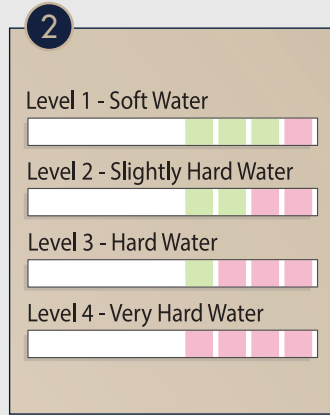 2
Level 1 - Soft Water
Level 2 - Slightly Hard Water
Level 3 - Hard Water
Level 4 - Very Hard Water